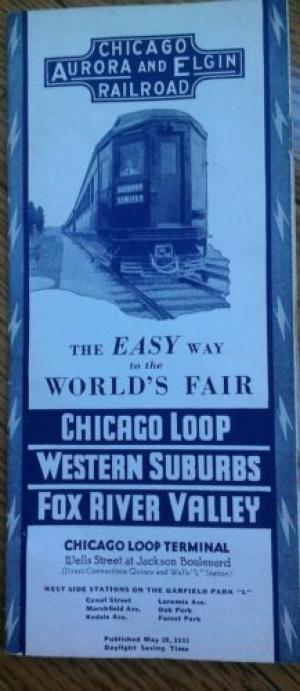 CHICAGO
AURORA AND ELGIN
RAILROAD
THE EASY WAY
to the
WORLD'S FAIR
CHICAGO LOOP
WESTERN SUBURBS
FOX RIVER VALLEY
CHICAGO LOOP TERMINAL
Wells Street at Jackson Boulevard
(Direct Connections Quincy and Wells "L" Station)
WEST SIDE STATIONS ON THE GARFIELD PARK "L"
Canal Street Laramie Ave.
Marshfield Ave. Oak Park
Kedzie Ave. Forest Park
Published May 28, 1933
Daylight Saving Time